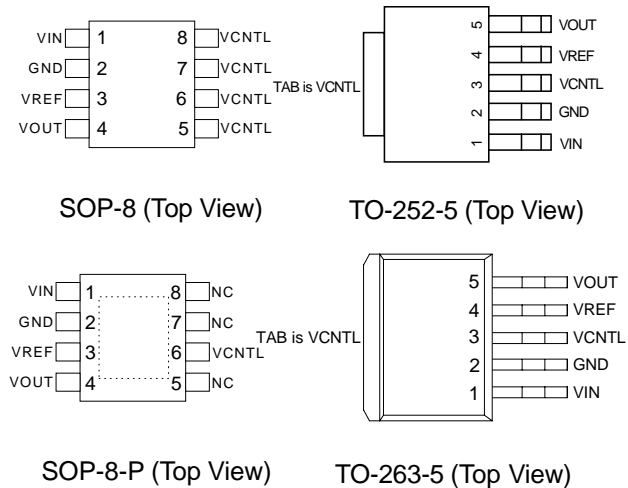 VIN 1 8 VCNTL
GND 2 7 VCNTL
VREF 3 6 VCNTL
VOUT 4 5 VCNTL
SOP-8 (Top View)
TAB is VCNTL
5 VOUT
4 VREF
3 VCNTL
2 GND
1 VIN
TO-252-5 (Top View)
VIN 1 8 NC
GND 2 7 NC
VREF 3 6 VCNTL
VOUT 4 5 NC
SOP-8-P (Top View)
TAB is VCNTL
5 VOUT
4 VREF
3 VCNTL
2 GND
1 VIN
TO-263-5 (Top View)